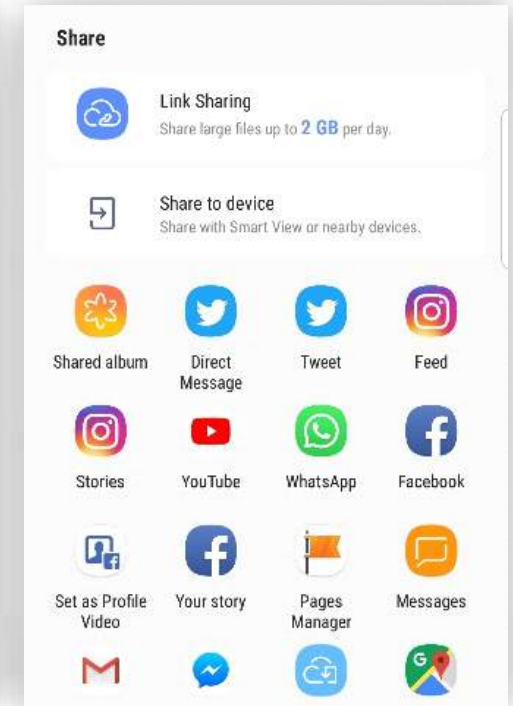 Share
Link Sharing
Share large files up to 2 GB per day.
Share to device
Share with Smart View or nearby devices.
Shared album
Direct
Message
Tweet
Feed
Stories
YouTube
WhatsApp
Facebook
Set as Profile
Video
Your story
Pages
Manager
Messages
G